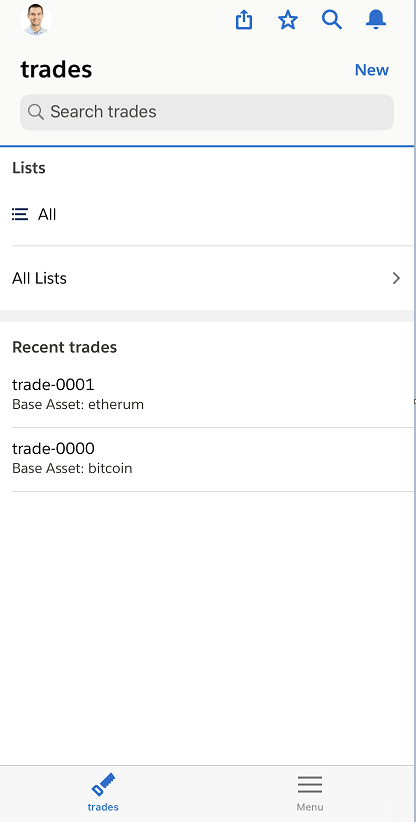 trades
New
Search trades
Lists
All
All Lists
Recent trades
trade-0001
Base Asset: etherum
trade-0000
Base Asset: bitcoin
trades
Menu